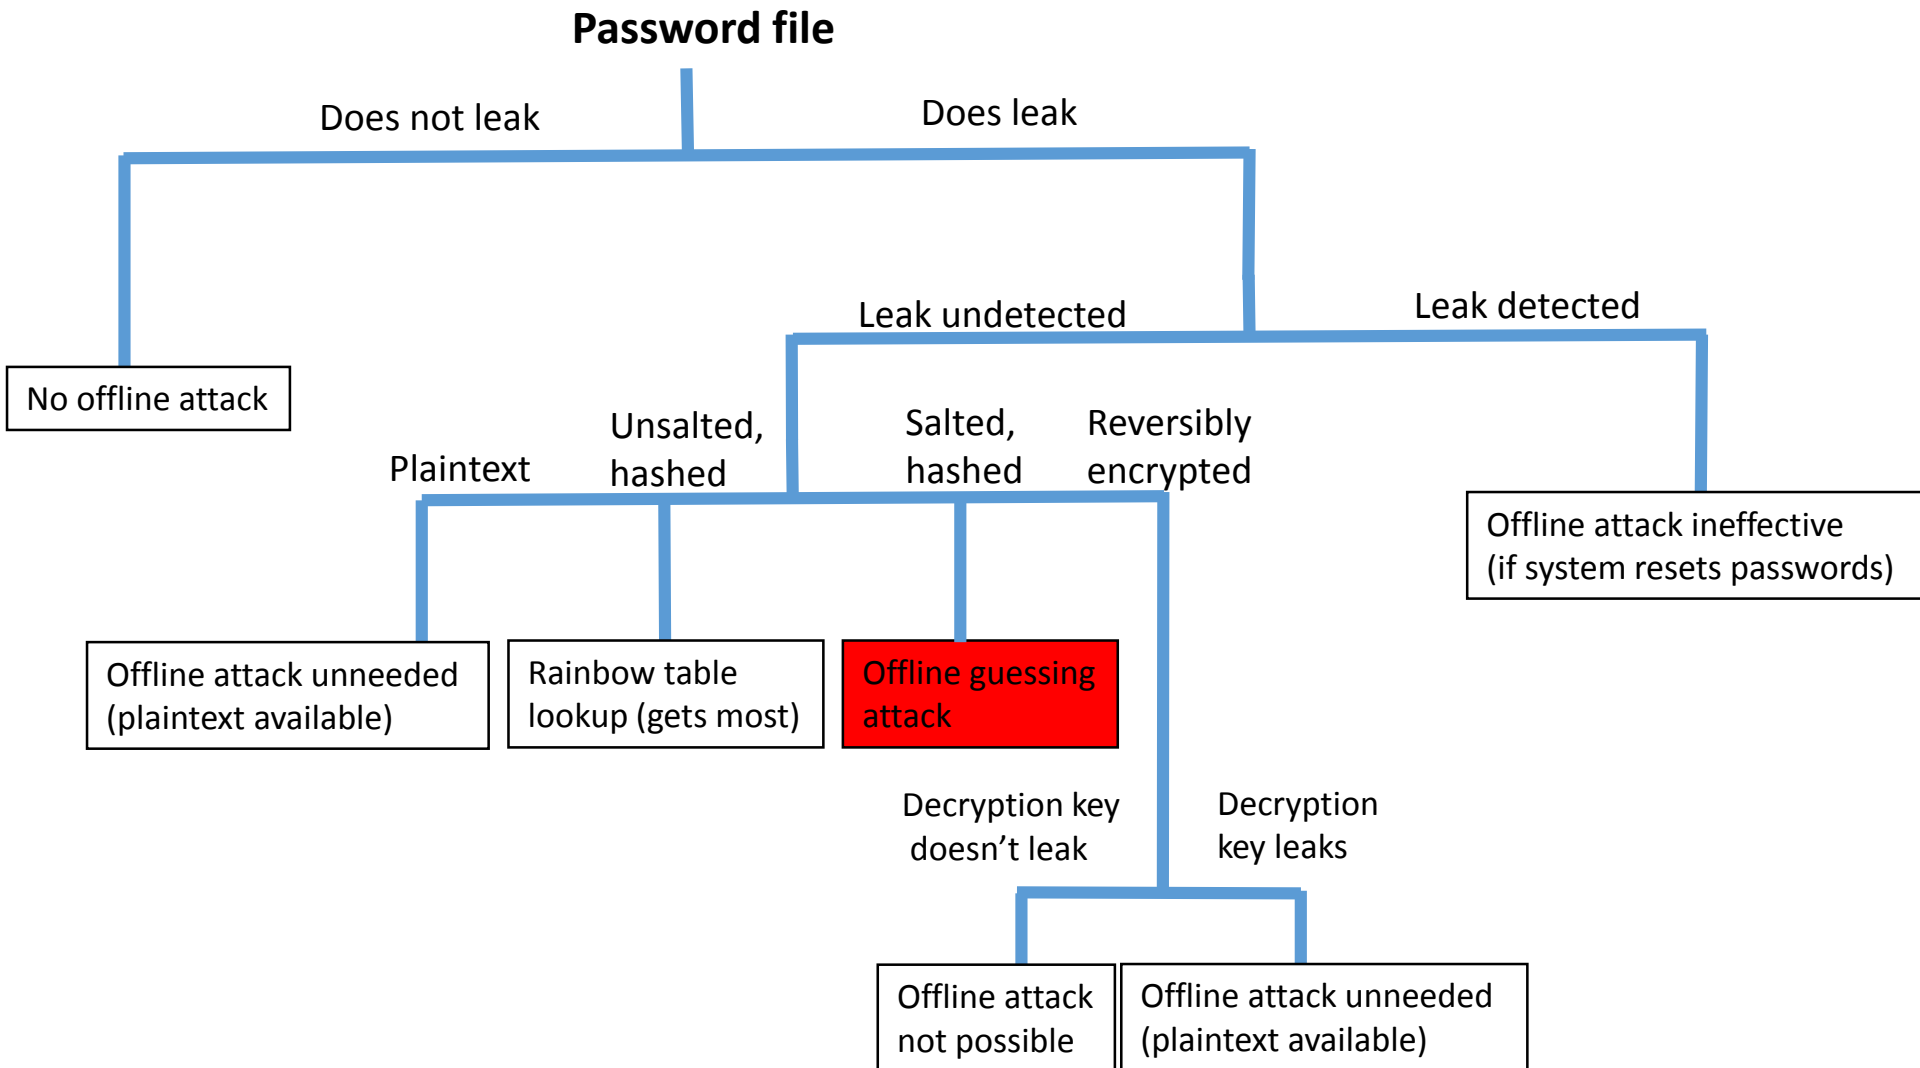 Password file
Does not leak
Does leak
Leak undetected
Leak detected
No offline attack
Plaintext
Unsalted,
hashed
Salted,
hashed
Reversibly
encrypted
Offline attack ineffective
(if system resets passwords)
Offline attack unneeded
(plaintext available)
Rainbow table
lookup (gets most)
Offline guessing
attack
Decryption key
doesn’t leak
Decryption
key leaks
Offline attack
not possible
Offline attack unneeded
(plaintext available)